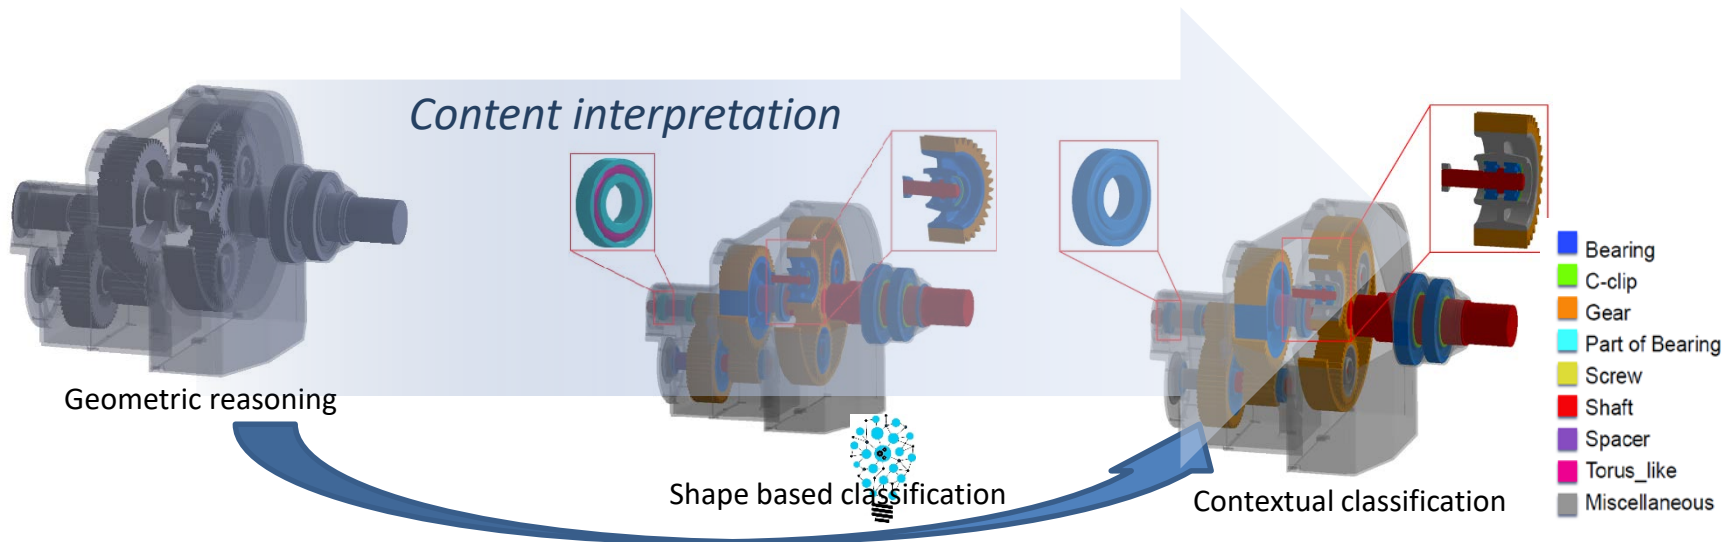 Content interpretation
Geometric reasoning
Shape based classification
Contextual classification
Bearing
C-clip
Gear
Part of Bearing
Screw
Shaft
Spacer
Torus_like
Miscellaneous